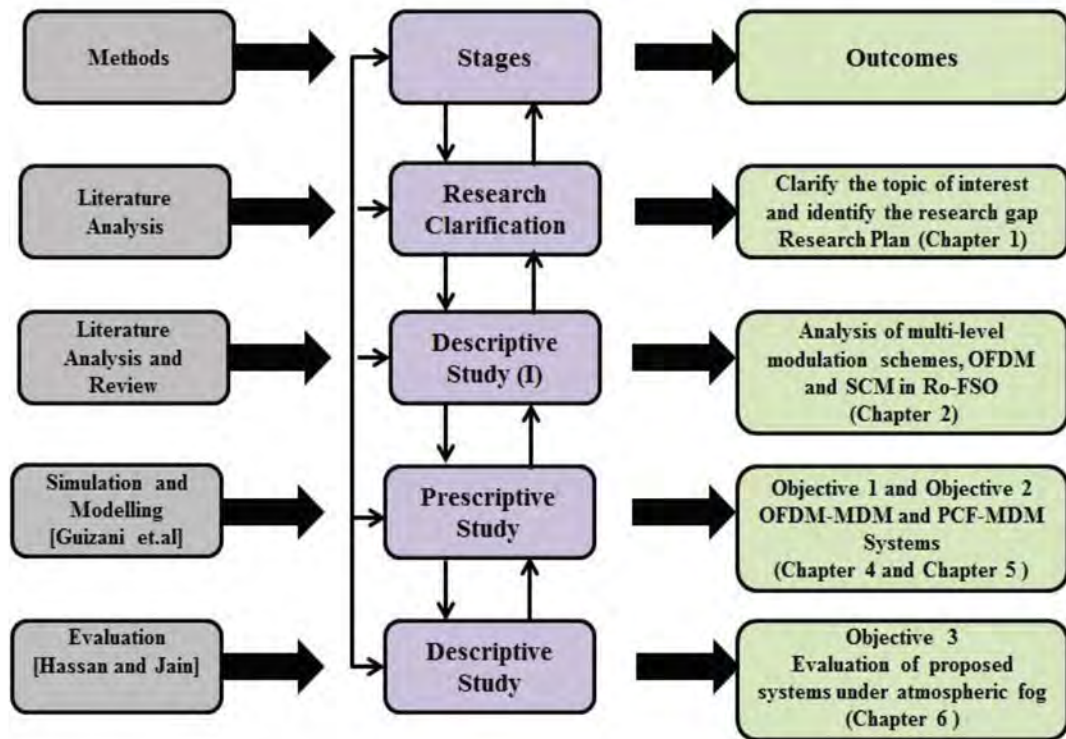 Methods
Stages
Outcomes
Literature
Analysis
Research
Clarification
Clarify the topic of interest
and identify the research gap
Research Plan (Chapter 1)
Literature
Analysis and
Review
Descriptive
Study (I)
Analysis of multi-level
modulation schemes, OFDM
and SCM in Ro-FSO
(Chapter 2)
Simulation and
Modelling
[Guizani et.al]
Prescriptive
Study
Objective 1 and Objective 2
OFDM-MDM and PCF-MDM
Systems
(Chapter 4 and Chapter 5 )
Evaluation
[Hassan and Jain]
Descriptive
Study
Objective 3
Evaluation of proposed
systems under atmospheric fog
(Chapter 6 )